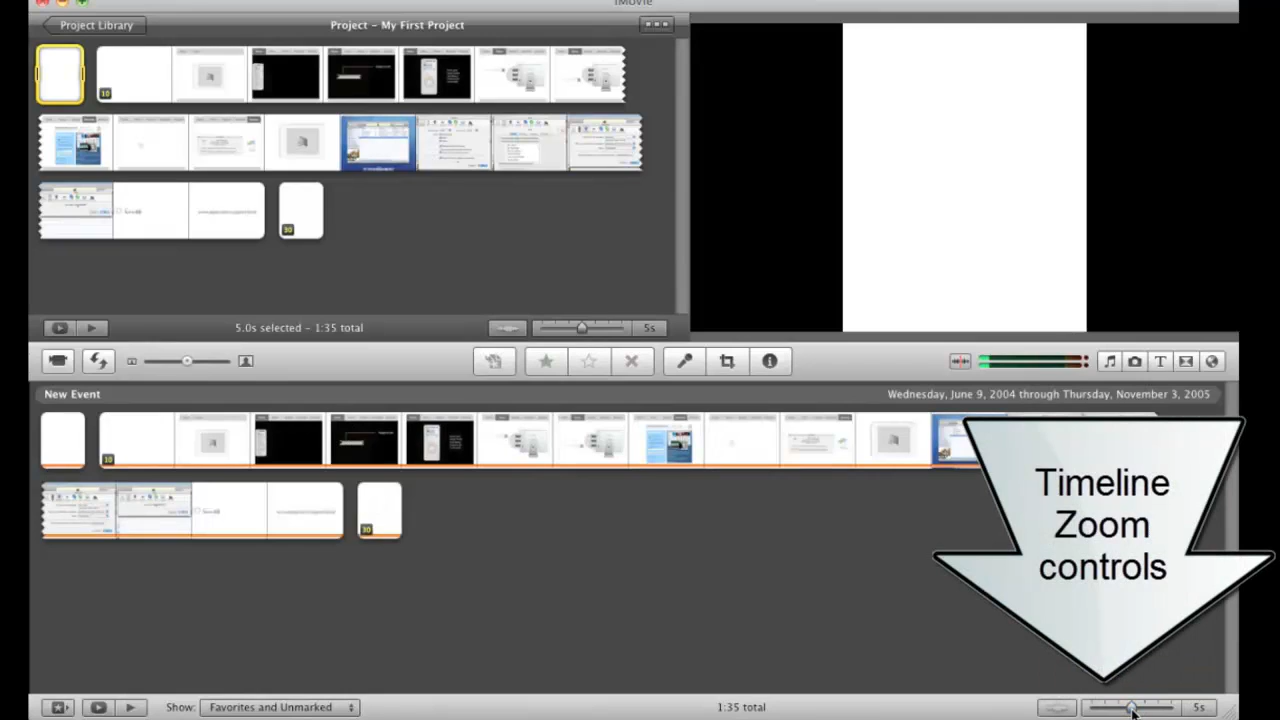 iMovie
Project Library
Project – My First Project
10
30
5.0s selected – 1:35 total
5s
New Event
Wednesday, June 9, 2004 through Thursday, November 3, 2005
10
30
Timeline
Zoom
controls
Show: Favorites and Unmarked
1:35 total
5s